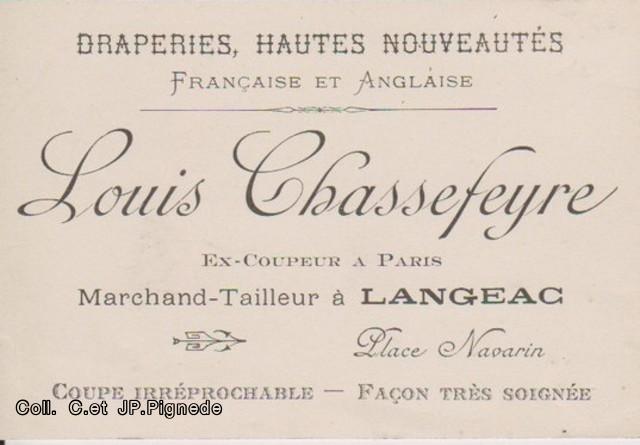 DRAPERIES, HAUTES NOUVEAUTÉS
FRANÇAISE ET ANGLAISE
Louis Chassefeyre
EX-COUPEUR A PARIS
Marchand-Tailleur à LANGEAC
Place Navarin
COUPE IRRÉPROCHABLE — FAÇON TRÈS SOIGNÉE
Coll. C.et JP.Pignede